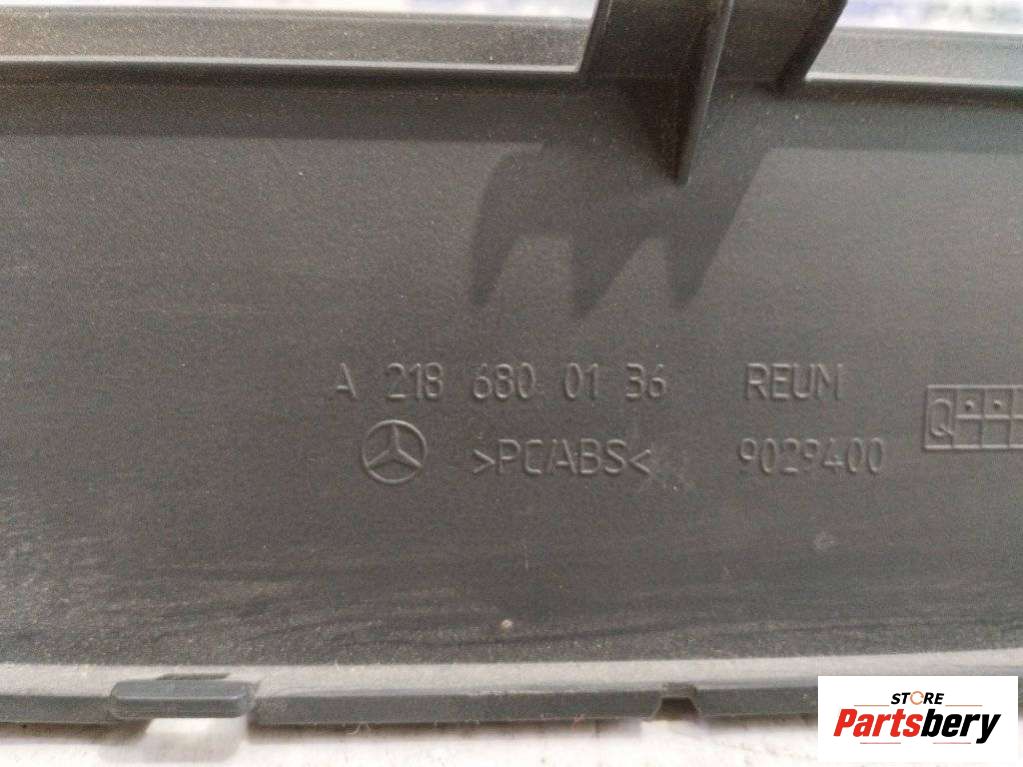 A 218 680 01 36 REUM
>PC/ABS< 9029400
Q
STORE
Partsbery